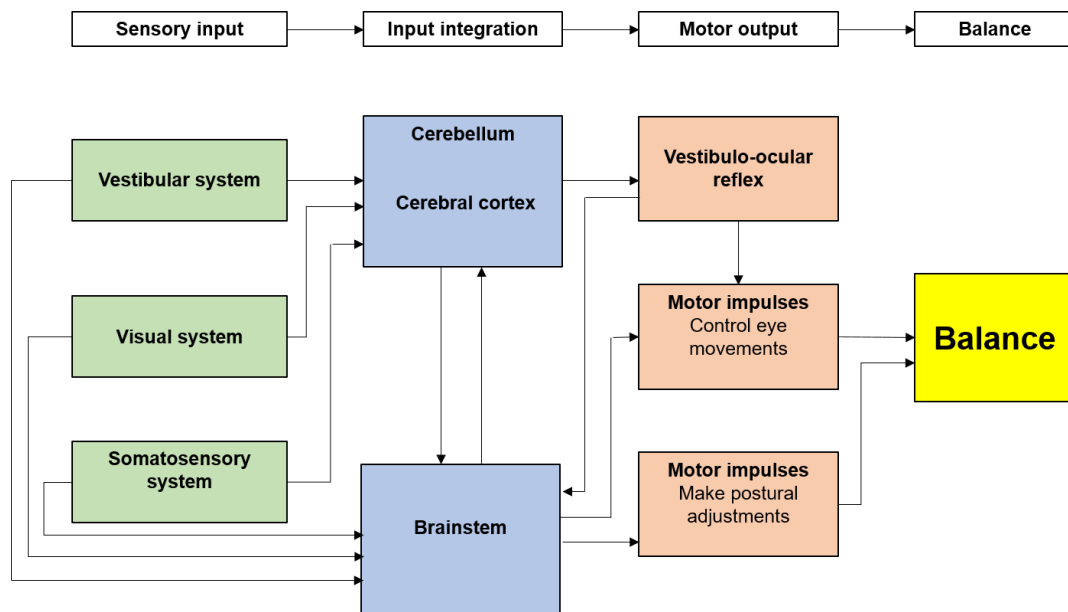 Sensory input
Input integration
Motor output
Balance
Cerebellum
Cerebral cortex
Vestibulo-ocular
reflex
Vestibular system
Visual system
Motor impulses
Control eye
movements
Balance
Somatosensory
system
Brainstem
Motor impulses
Make postural
adjustments